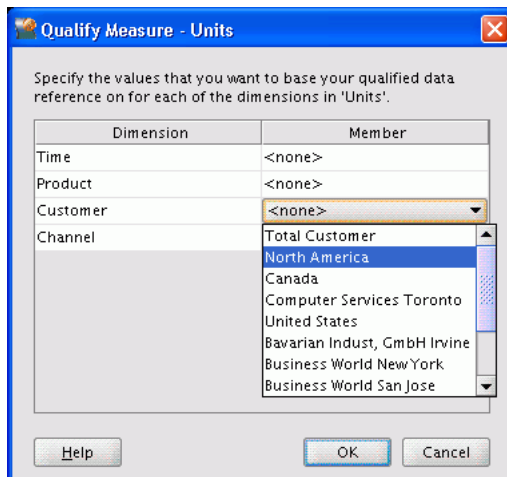 Qualify Measure - Units
Specify the values that you want to base your qualified data
reference on for each of the dimensions in 'Units'.
Dimension Member
Time <none>
Product <none>
Customer <none>
Channel
Total Customer
North America
Canada
Computer Services Toronto
United States
Bavarian Indust, GmbH Irvine
Business World New York
Business World San Jose
Help OK Cancel